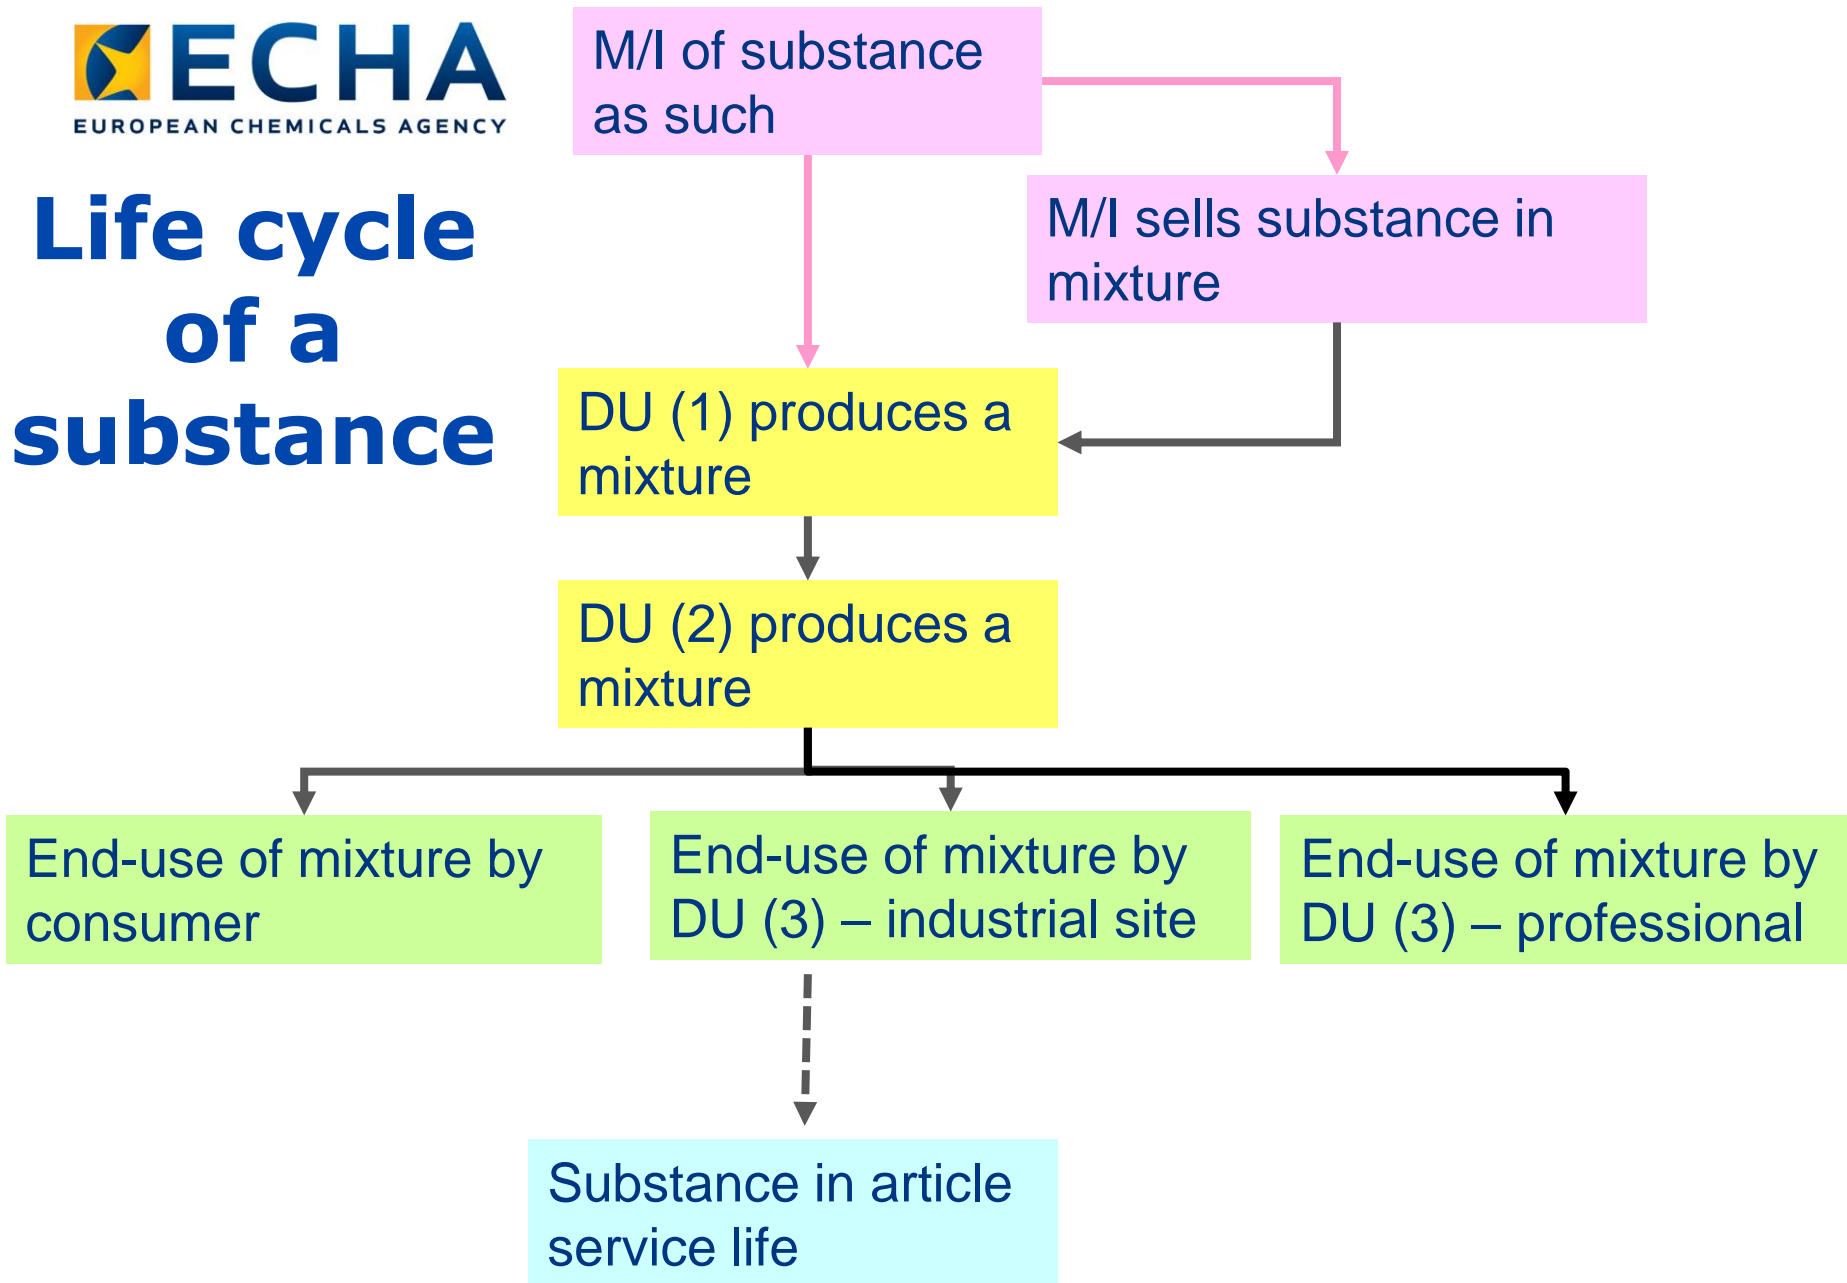 ECHA
EUROPEAN CHEMICALS AGENCY
Life cycle
of a
substance
M/I of substance
as such
M/I sells substance in
mixture
DU (1) produces a
mixture
DU (2) produces a
mixture
End-use of mixture by
consumer
End-use of mixture by
DU (3) – industrial site
End-use of mixture by
DU (3) – professional
Substance in article
service life